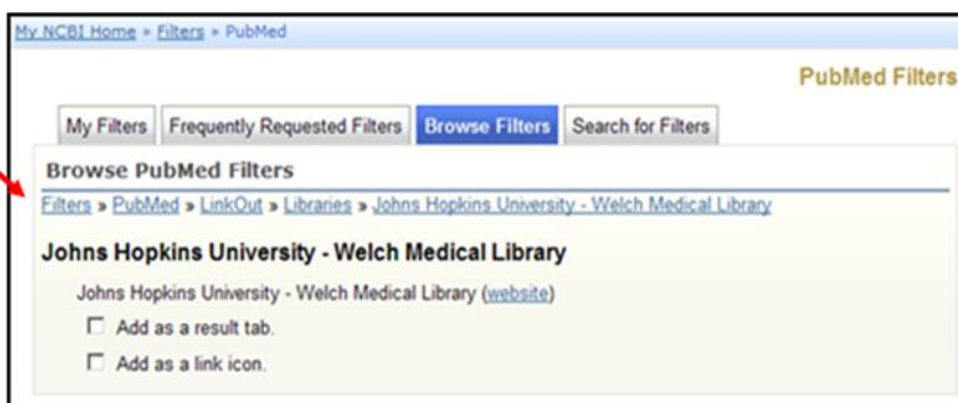 My NCBI Home » Filters » PubMed
PubMed Filters
My Filters Frequently Requested Filters Browse Filters Search for Filters
Browse PubMed Filters
Filters » PubMed » LinkOut » Libraries » Johns Hopkins University - Welch Medical Library
Johns Hopkins University - Welch Medical Library
Johns Hopkins University - Welch Medical Library (website)
Add as a result tab.
Add as a link icon.